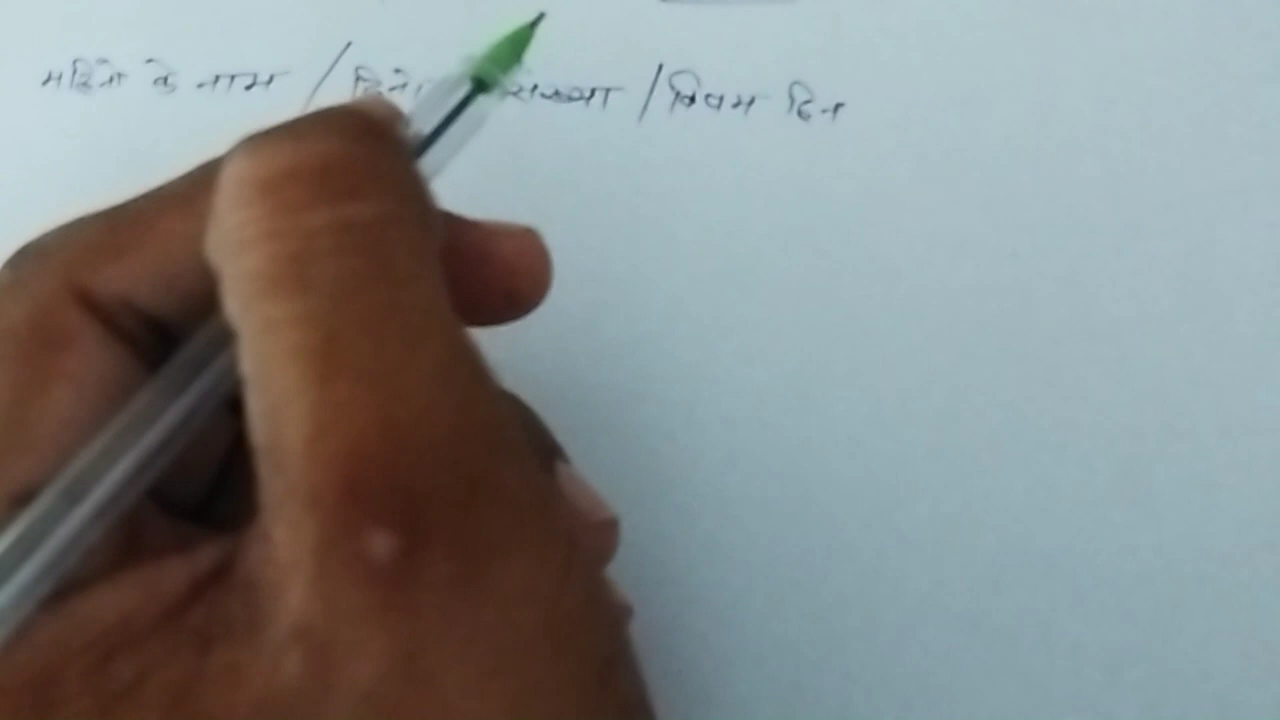 महिनो के नाम / संख्या / विषम दिन